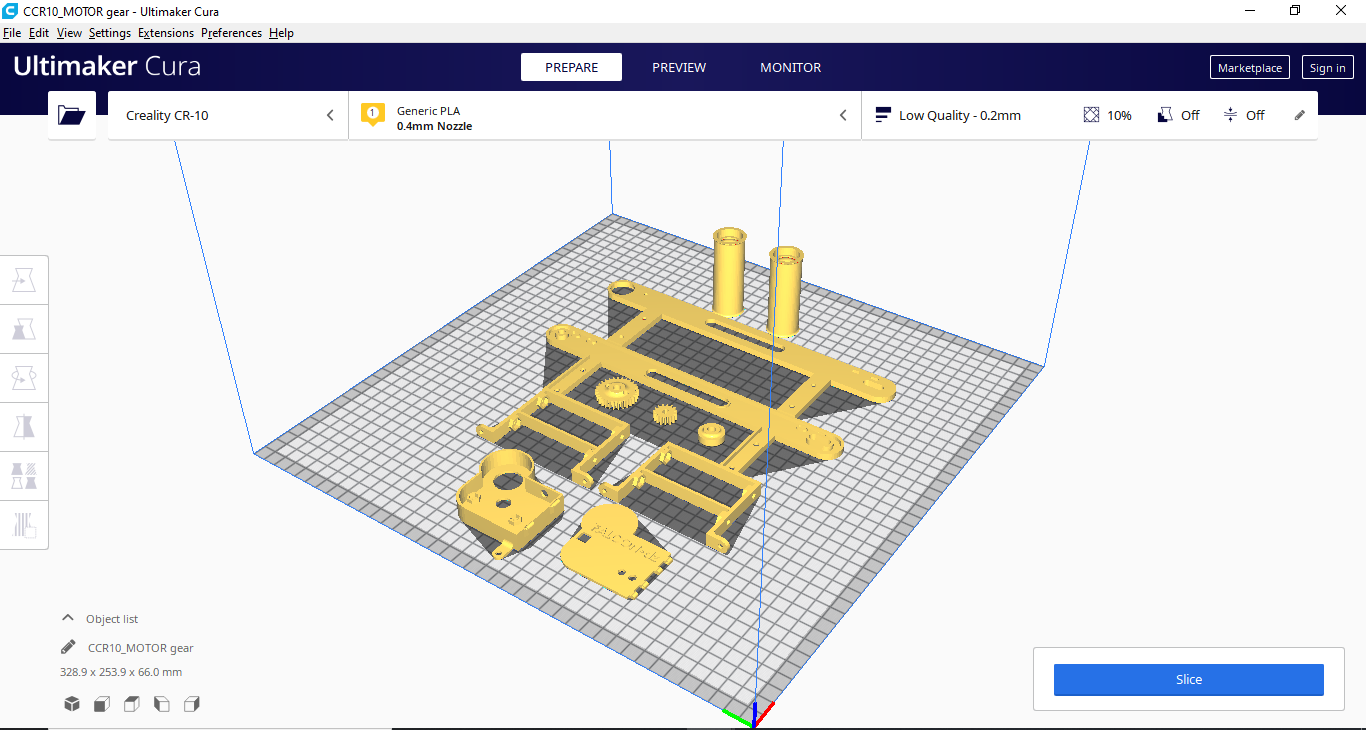 CCR10_MOTOR gear - Ultimaker Cura
File Edit View Settings Extensions Preferences Help
Ultimaker Cura
PREPARE
PREVIEW
MONITOR
Marketplace
Sign in
Creality CR-10
1
Generic PLA
0.4mm Nozzle
Low Quality - 0.2mm
10%
Off
Off
Object list
CCR10_MOTOR gear
328.9 x 253.9 x 66.0 mm
Slice